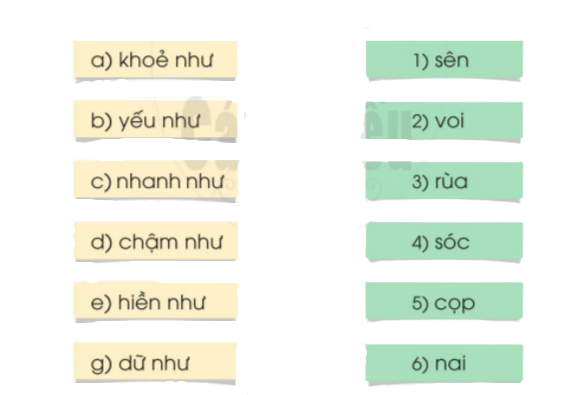 a) khoẻ như
1) sên
b) yếu như
2) voi
c) nhanh như
3) rùa
d) chậm như
4) sóc
e) hiền như
5) cọp
g) dữ như
6) nai